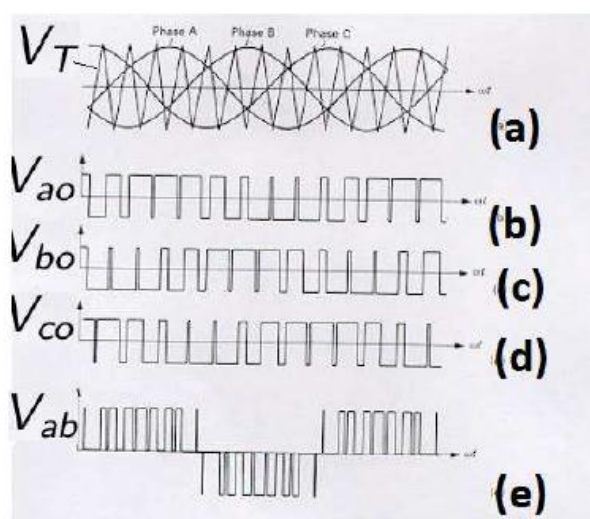 Phase A Phase B Phase C
V_T
ωt
(a)
V_ao
ωt
(b)
V_bo
ωt
(c)
V_co
ωt
(d)
V_ab
ωt
(e)